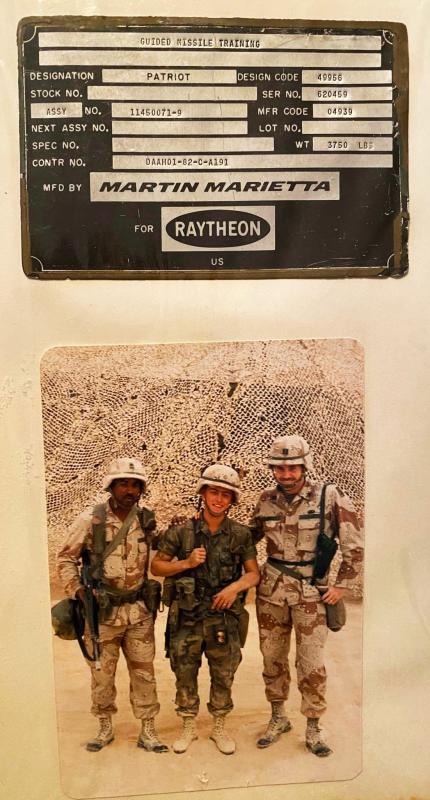 GUIDED MISSILE TRAINING
DESIGNATION PATRIOT DESIGN CODE 49956
STOCK NO. SER NO. 620459
ASSY NO. 11450071-9 MFR CODE 04939
NEXT ASSY NO. LOT NO.
SPEC NO. WT 3750 LBS
CONTR NO. DAAH01-82-C-A191
MFD BY MARTIN MARIETTA
FOR RAYTHEON
US